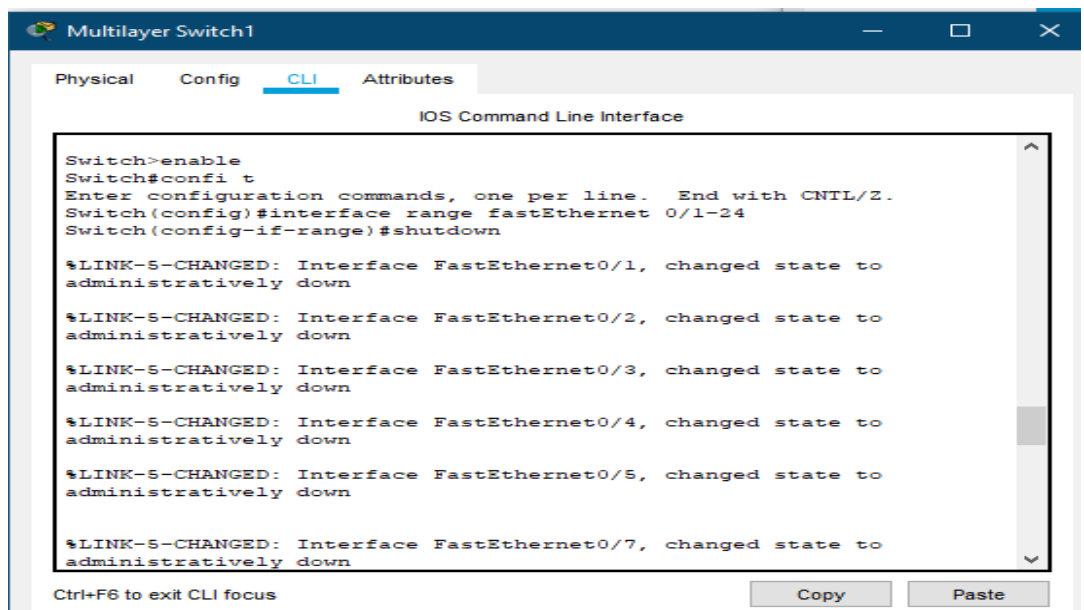 Multilayer Switch1
Physical Config CLI Attributes
IOS Command Line Interface
Switch>enable
Switch#confi t
Enter configuration commands, one per line.  End with CNTL/Z.
Switch(config)#interface range fastEthernet 0/1-24
Switch(config-if-range)#shutdown
%LINK-5-CHANGED: Interface FastEthernet0/1, changed state to
administratively down
%LINK-5-CHANGED: Interface FastEthernet0/2, changed state to
administratively down
%LINK-5-CHANGED: Interface FastEthernet0/3, changed state to
administratively down
%LINK-5-CHANGED: Interface FastEthernet0/4, changed state to
administratively down
%LINK-5-CHANGED: Interface FastEthernet0/5, changed state to
administratively down
%LINK-5-CHANGED: Interface FastEthernet0/7, changed state to
administratively down
Ctrl+F6 to exit CLI focus Copy Paste